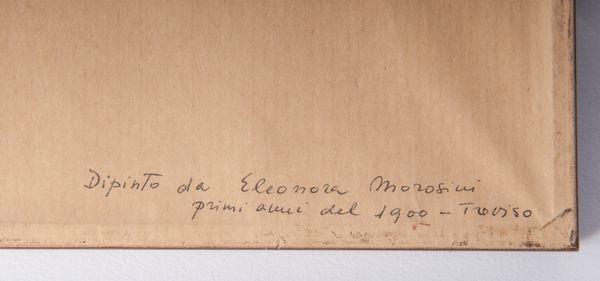 Dipinto da Eleonora Morosini
primi anni del 1900 - Treviso